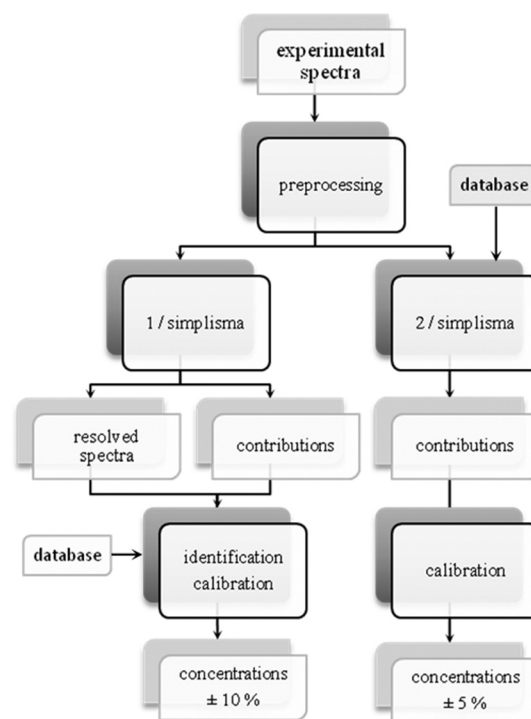 experimental
spectra
preprocessing
database
1 / simplisma
2 / simplisma
resolved
spectra
contributions
contributions
database
identification
calibration
calibration
concentrations
± 10 %
concentrations
± 5 %